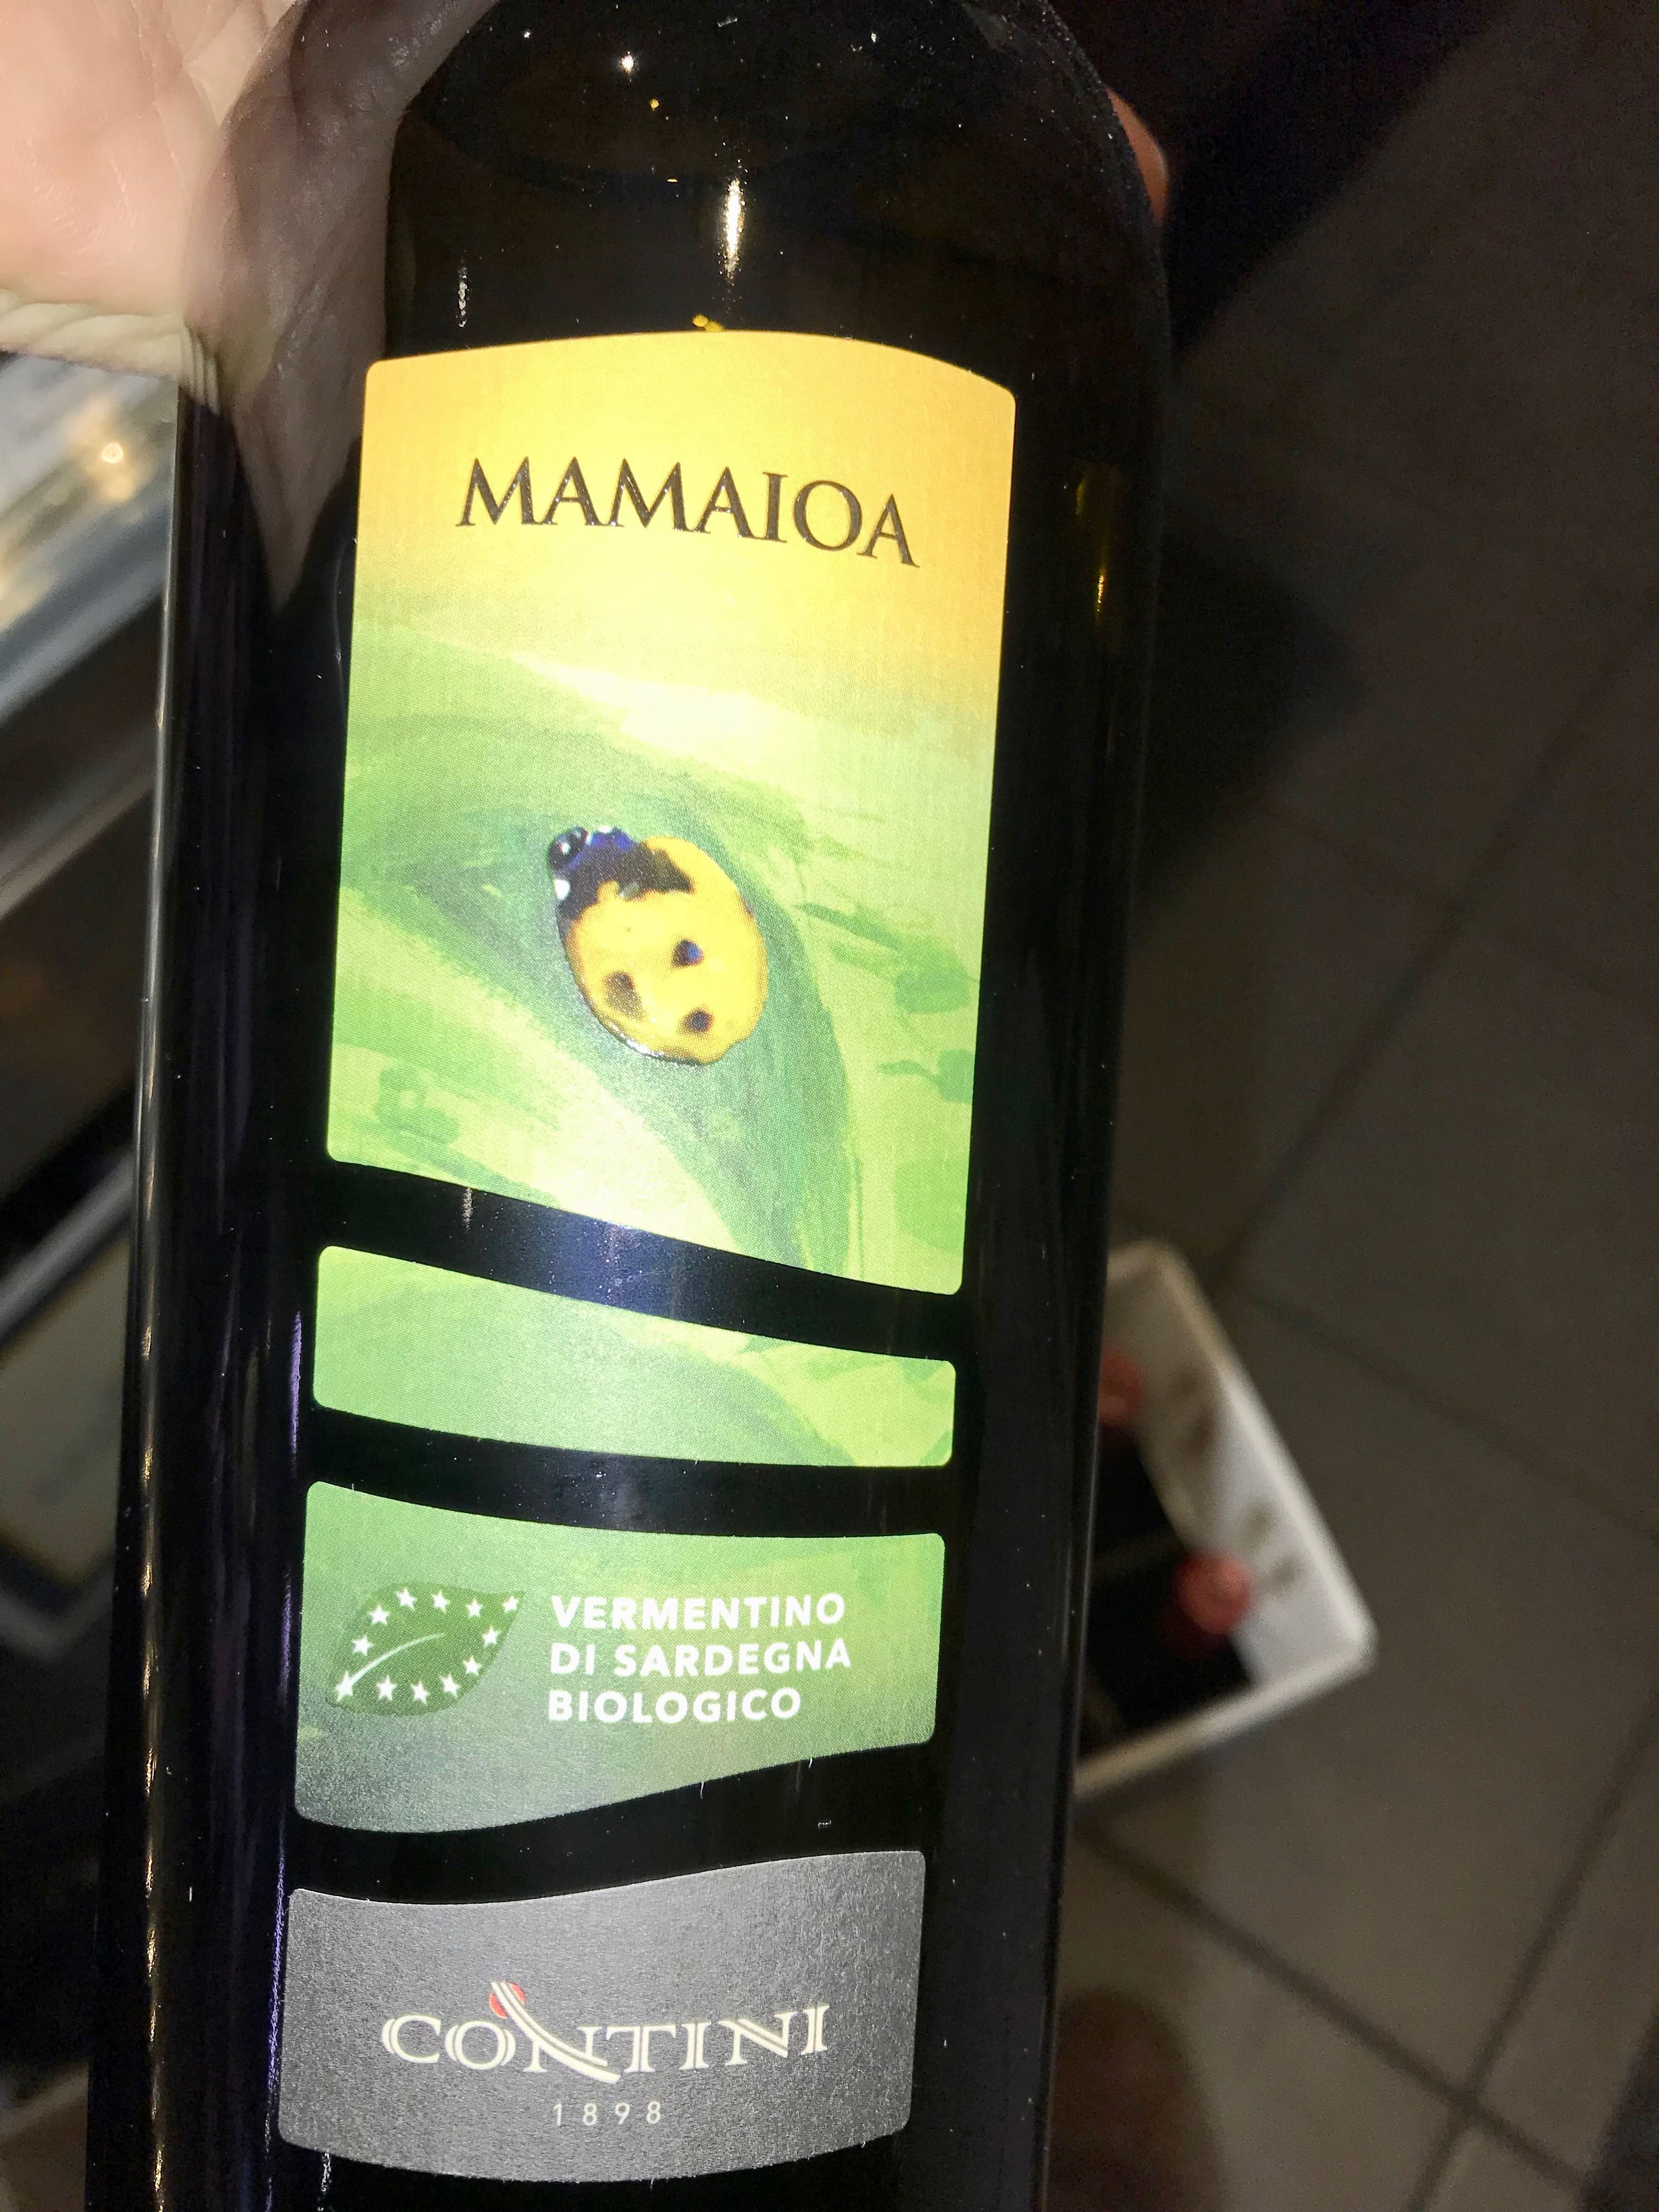 MAMAIOA
VERMENTINO
DI SARDEGNA
BIOLOGICO
CONTINI
1898